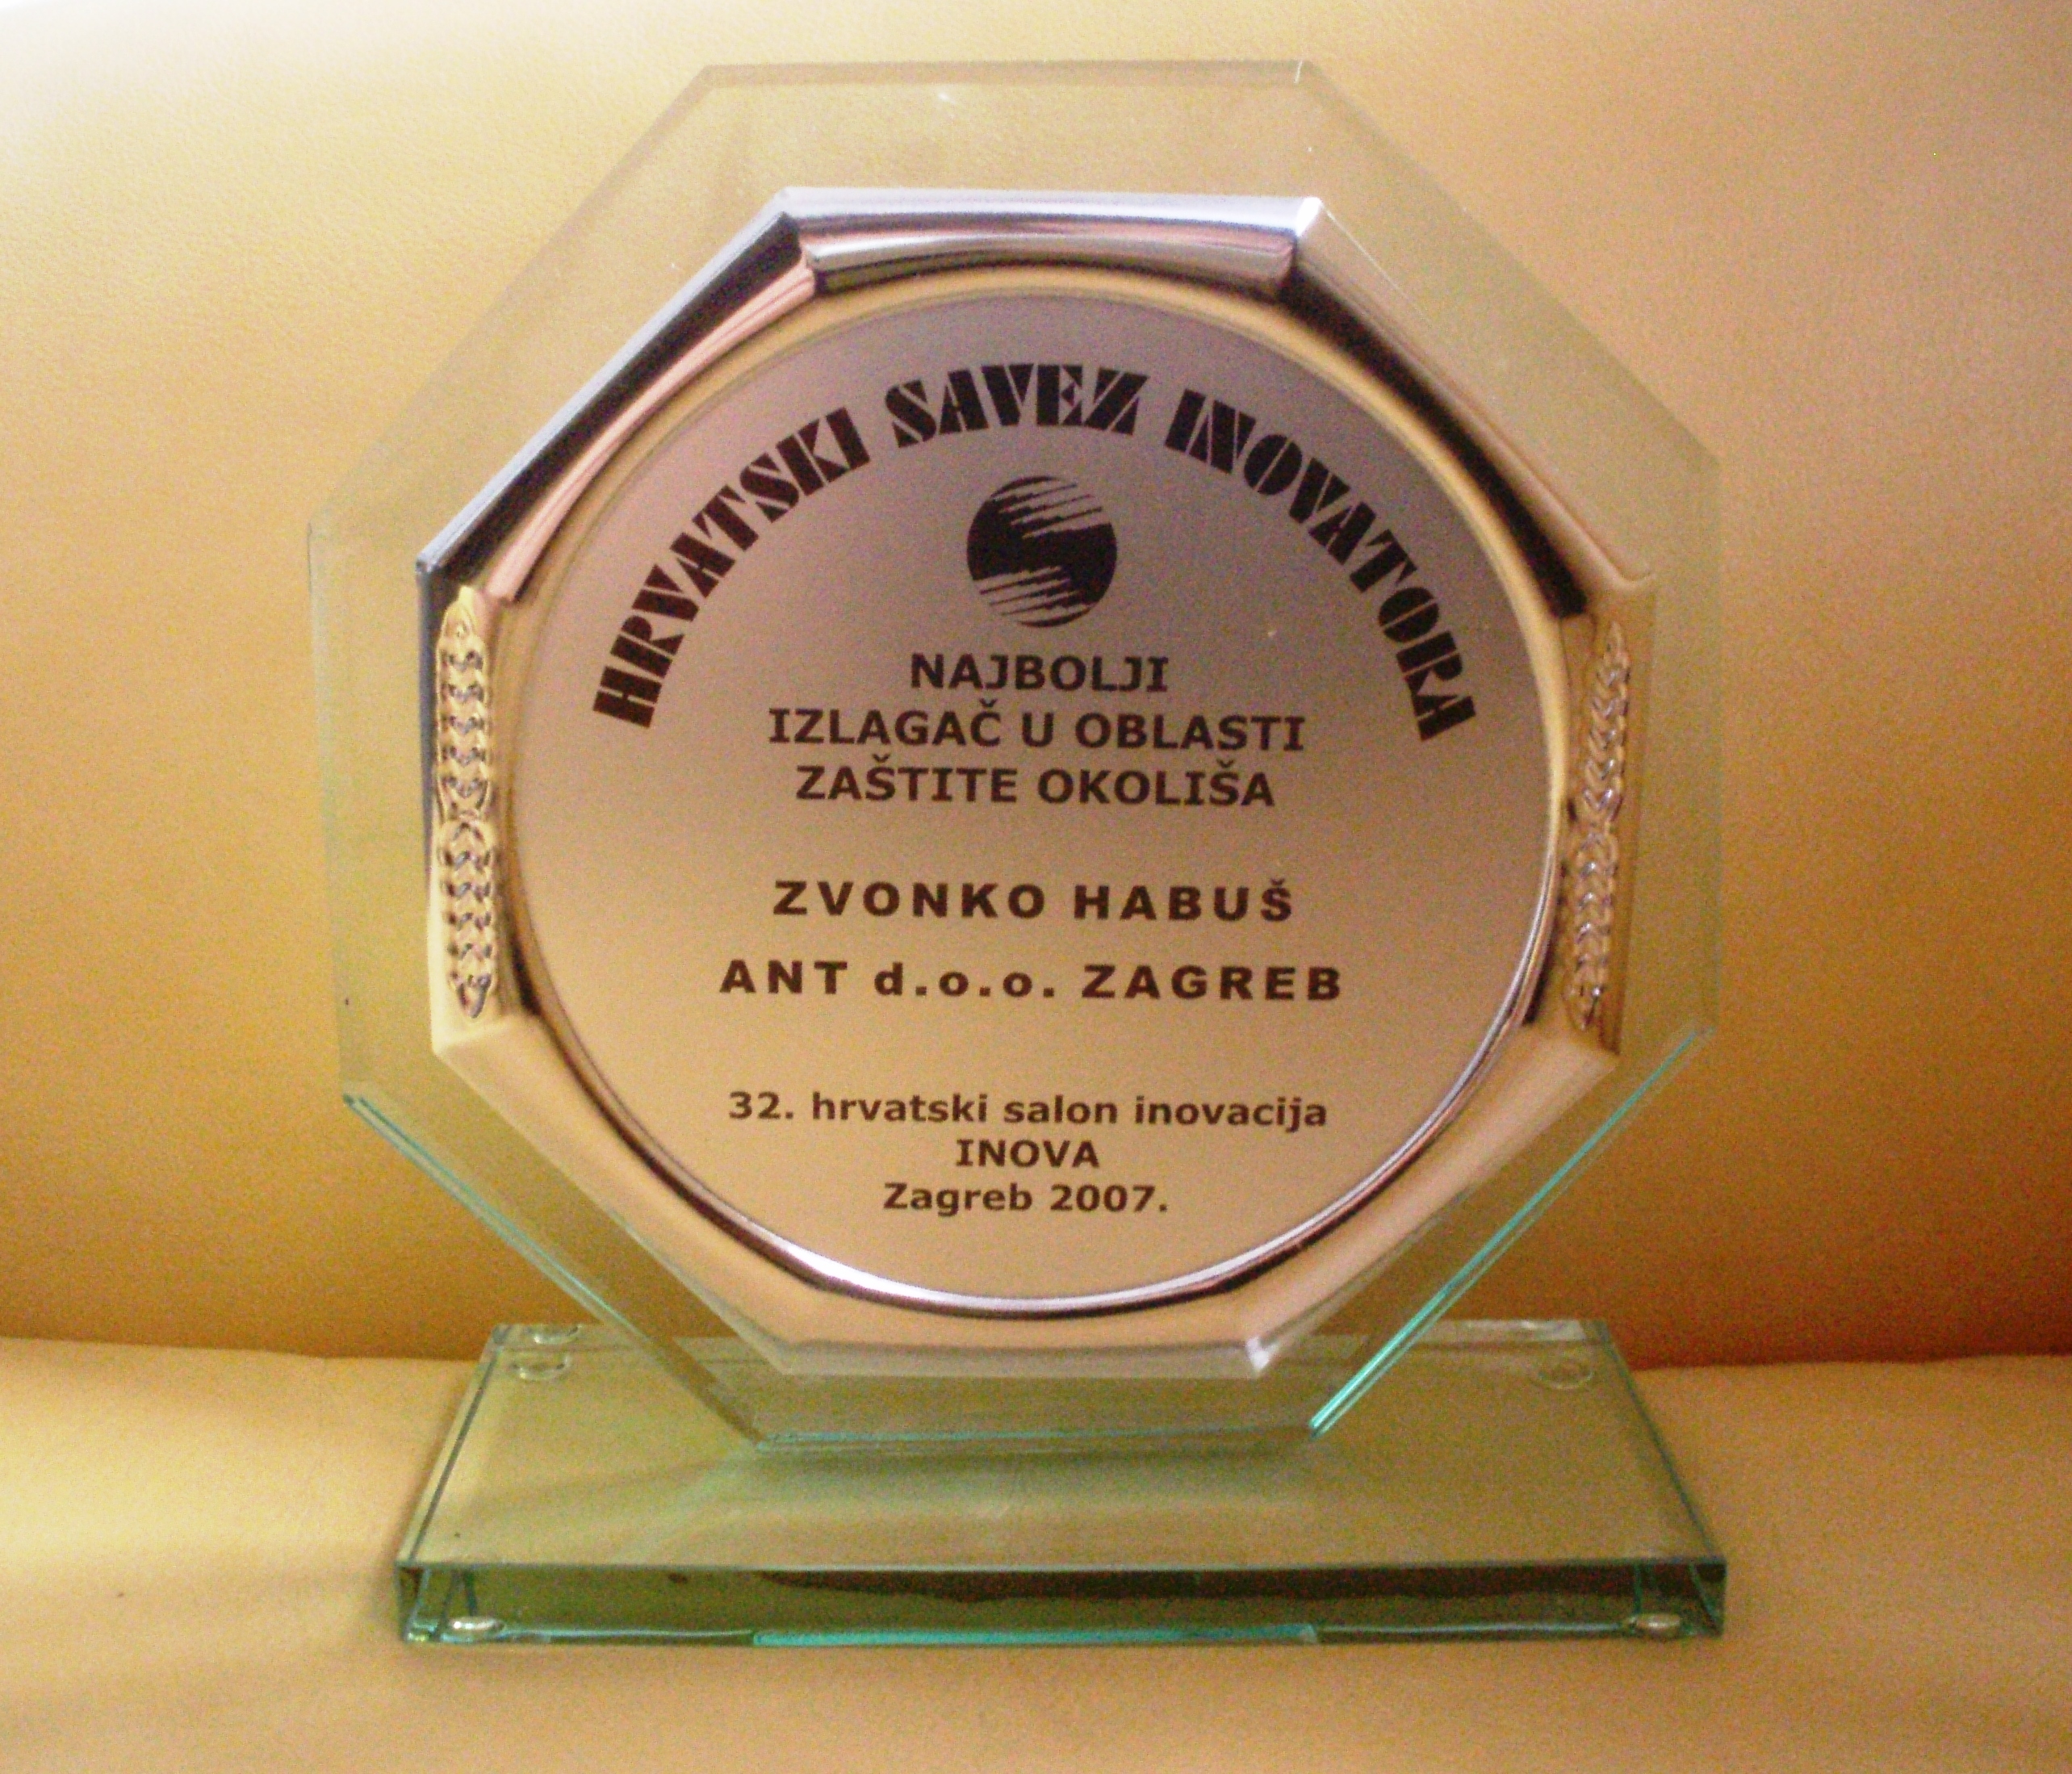 HRVATSKI SAVEZ INOVATORA
NAJBOLJI
IZLAGAČ U OBLASTI
ZAŠTITE OKOLIŠA
ZVONKO HABUŠ
ANT d.o.o. ZAGREB
32. hrvatski salon inovacija
INOVA
Zagreb 2007.